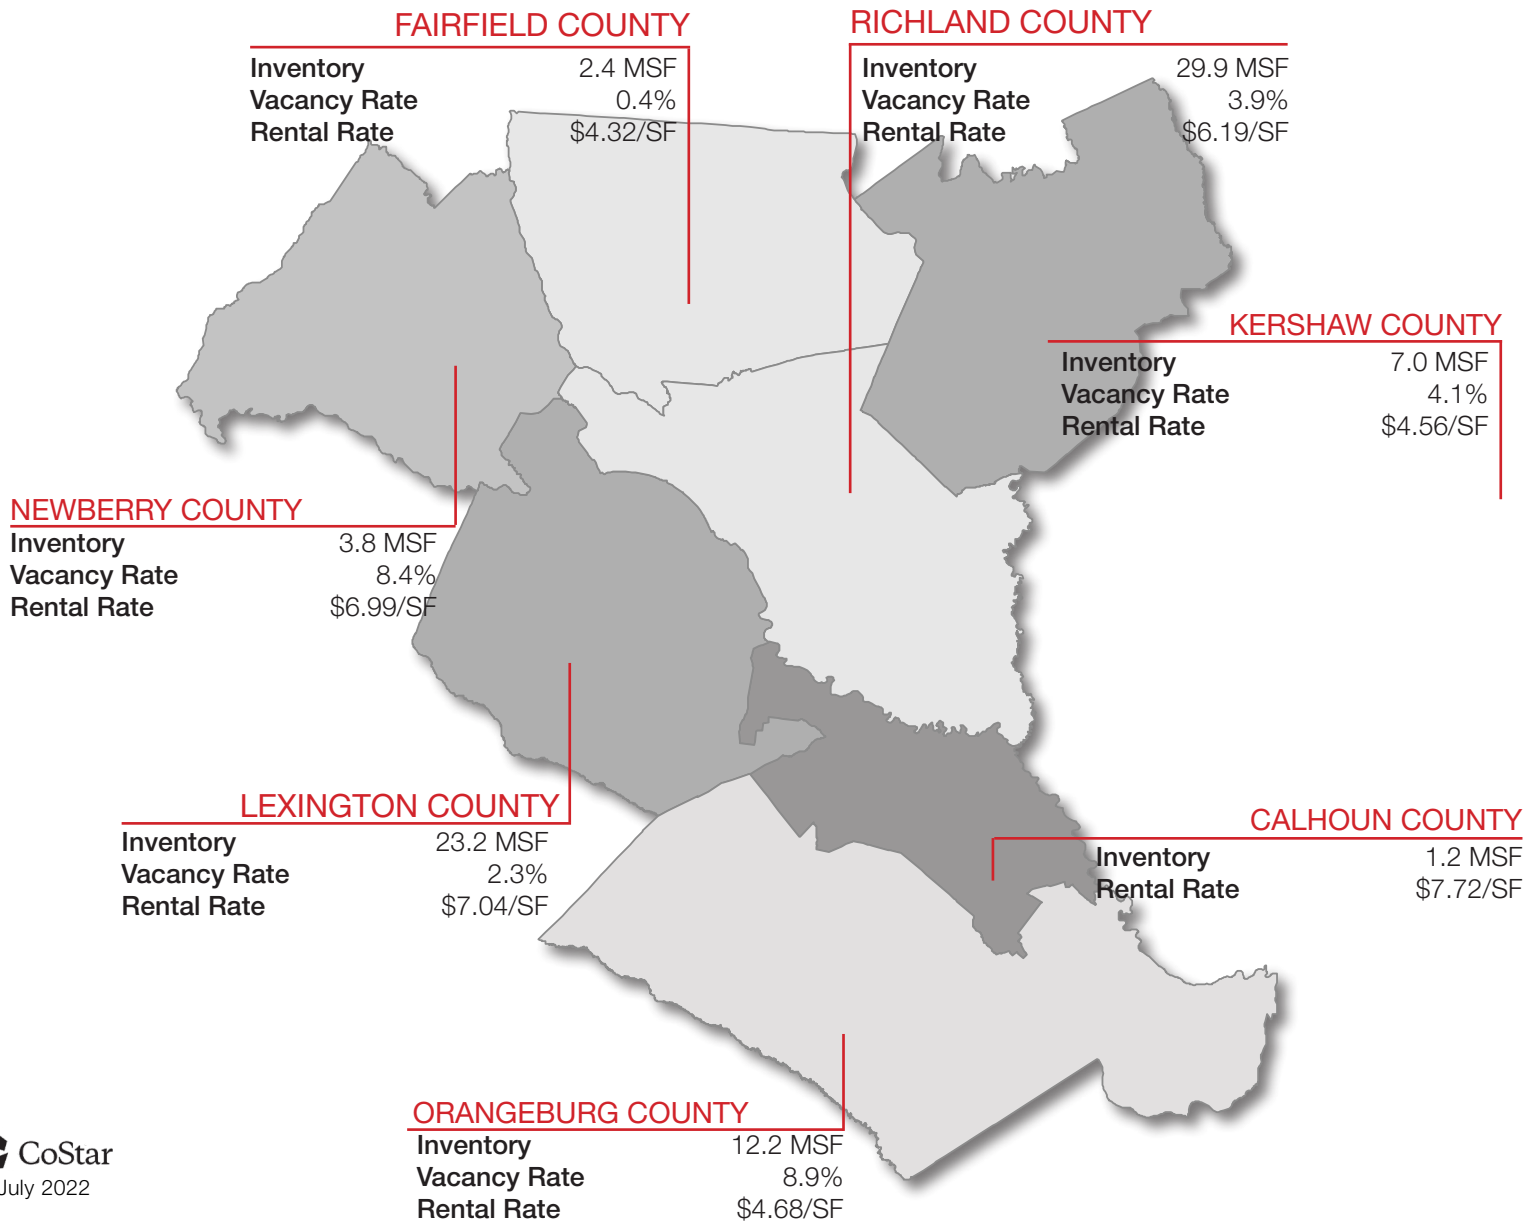 FAIRFIELD COUNTY
Inventory 2.4 MSF
Vacancy Rate 0.4%
Rental Rate $4.32/SF
RICHLAND COUNTY
Inventory 29.9 MSF
Vacancy Rate 3.9%
Rental Rate $6.19/SF
KERSHAW COUNTY
Inventory 7.0 MSF
Vacancy Rate 4.1%
Rental Rate $4.56/SF
NEWBERRY COUNTY
Inventory 3.8 MSF
Vacancy Rate 8.4%
Rental Rate $6.99/SF
LEXINGTON COUNTY
Inventory 23.2 MSF
Vacancy Rate 2.3%
Rental Rate $7.04/SF
CALHOUN COUNTY
Inventory 1.2 MSF
Rental Rate $7.72/SF
ORANGEBURG COUNTY
Inventory 12.2 MSF
Vacancy Rate 8.9%
Rental Rate $4.68/SF
CoStar
July 2022